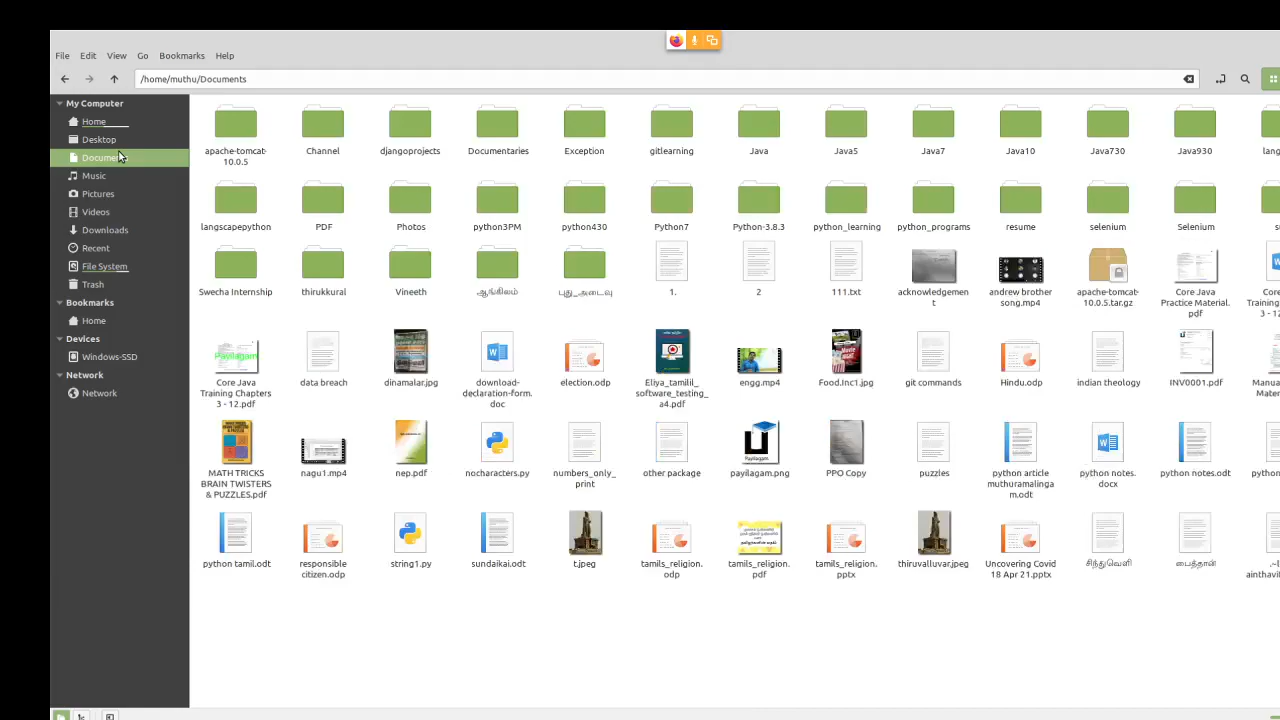 File Edit View Go Bookmarks Help
/home/muthu/Documents
My Computer
Home
Desktop
Music
Pictures
Videos
Downloads
Recent
File System
Trash
Bookmarks
Home
Devices
Windows-SSD
Network
Network
apache-tomcat-10.0.5 Channel djangoprojects Documentaries Exception gitlearning Java Java5 Java7 Java10 Java730 Java930
langscapepython PDF Photos python3PM python430 Python7 Python-3.8.3 python_learning python_programs resume selenium Selenium
Swecha Internship thirukkural Vineeth ஆங்கிலம் புது_அடைவு 1. 2 111.txt acknowledgement andrew brother song.mp4 apache-tomcat-10.0.5.tar.gz Core Java Practice Material.pdf
Core Java Training Chapters 3 - 12.pdf data breach dinamalar.jpg download-declaration-form.doc election.odp Eliya_tamilil_software_testing_a4.pdf engg.mp4 Food.Inc1.jpg git commands Hindu.odp indian theology INV0001.pdf
MATH TRICKS BRAIN TWISTERS & PUZZLES.pdf nagu1.mp4 nep.pdf nocharacters.py numbers_only_print other package payilagam.png PPO Copy puzzles python article muthuramalingam.odt python notes.docx python notes.odt
python tamil.odt responsible citizen.odp string1.py sundaikai.odt t.jpeg tamils_religion.odp tamils_religion.pdf tamils_religion.pptx thiruvalluvar.jpeg Uncovering Covid 18 Apr 21.pptx சிந்துவெளி பைத்தான்